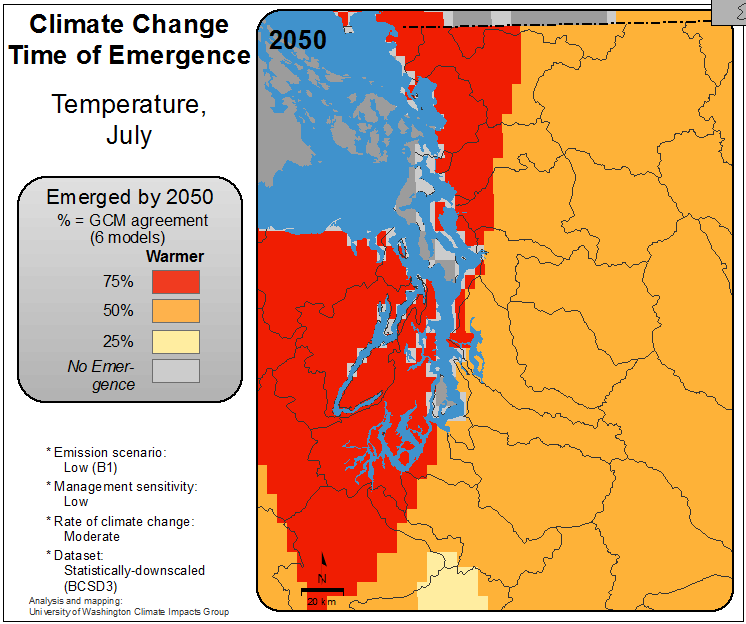 Climate Change
Time of Emergence
Temperature,
July
Emerged by 2050
% = GCM agreement
(6 models)
Warmer
75%
50%
25%
No Emer-
gence
* Emission scenario:
Low (B1)
* Management sensitivity:
Low
* Rate of climate change:
Moderate
* Dataset:
Statistically-downscaled
(BCSD3)
Analysis and mapping:
University of Washington Climate Impacts Group
2050
N
20 km